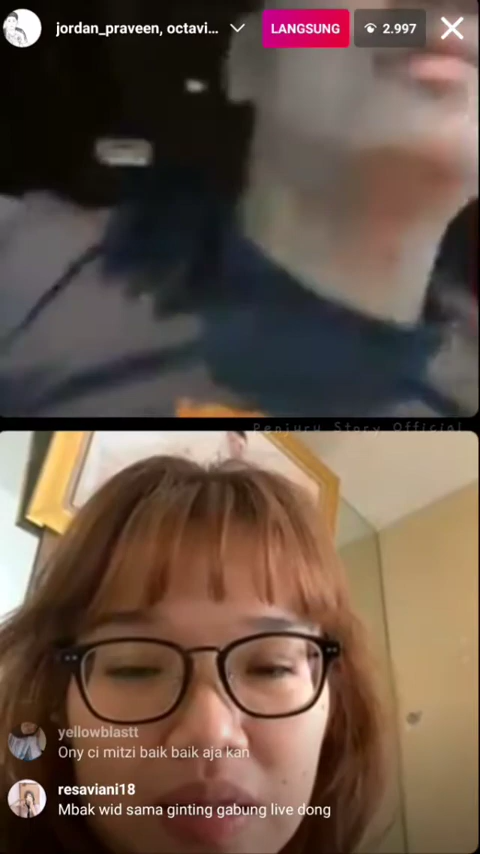 jordan_praveen, octavi...
LANGSUNG
2.997
Penjuru Story Official
yellowblastt
Ony ci mitzi baik baik aja kan
resaviani18
Mbak wid sama ginting gabung live dong